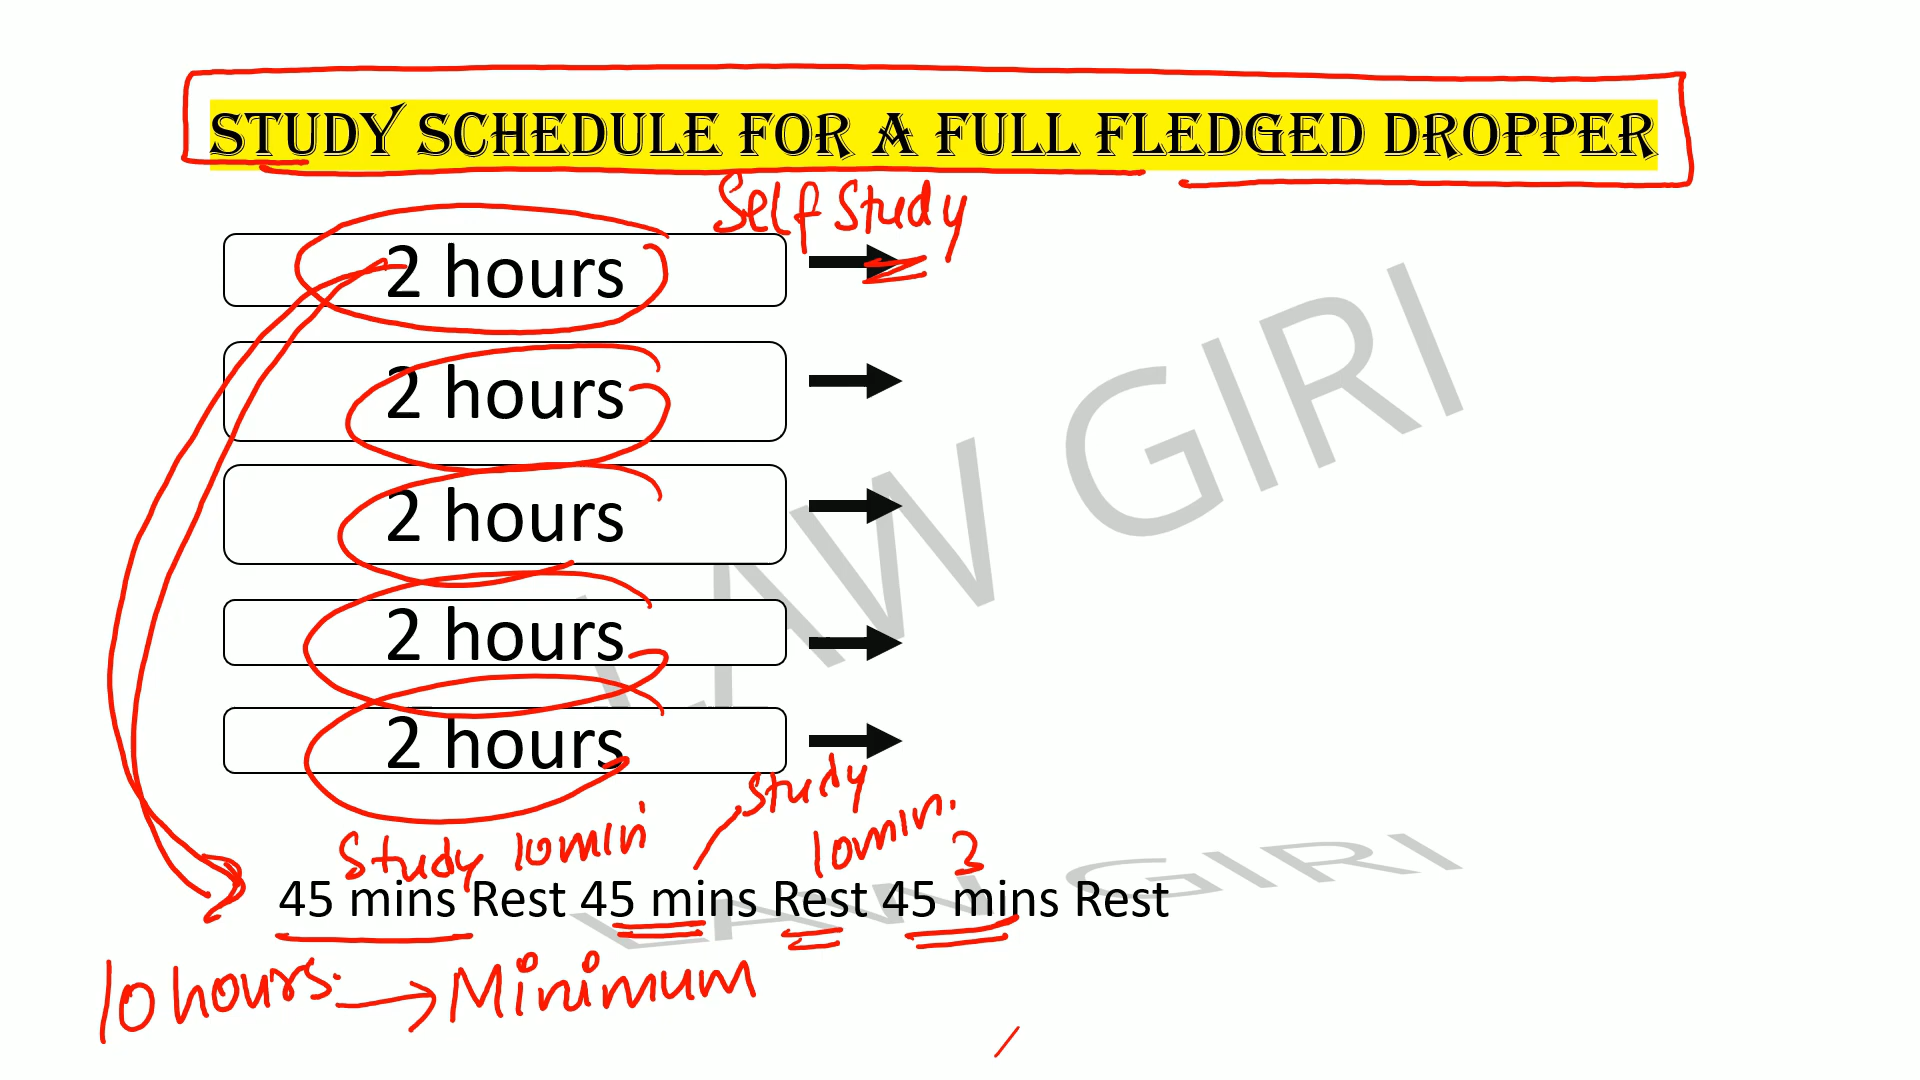 STUDY SCHEDULE FOR A FULL FLEDGED DROPPER
Self Study
2 hours
2 hours
2 hours
2 hours
2 hours
Study
Study 10min
10min.
3
45 mins Rest 45 mins Rest 45 mins Rest
10 hours. → Minimum
LAW GIRI